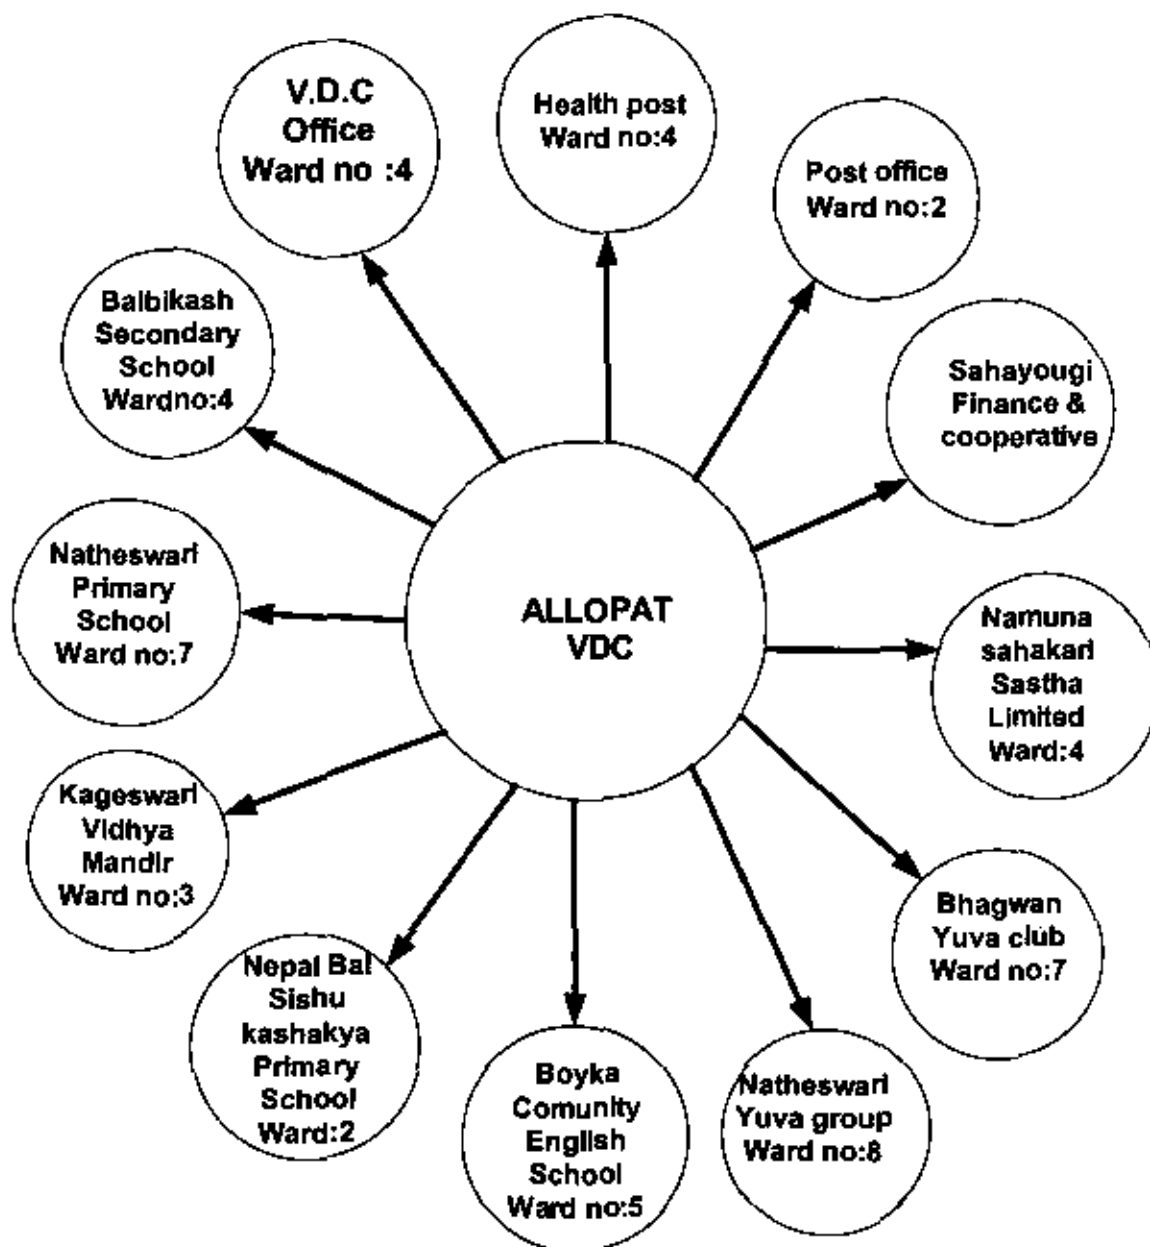 V.D.C
Office
Ward no :4
Health post
Ward no:4
Post office
Ward no:2
Sahayougi
Finance &
cooperative
Namuna
sahakari
Sastha
Limited
Ward:4
Bhagwan
Yuva club
Ward no:7
Natheswari
Yuva group
Ward no:8
Boyka
Comunity
English
School
Ward no:5
Nepal Bal
Sishu
kashakya
Primary
School
Ward:2
Kageswari
Vidhya
Mandir
Ward no:3
Natheswari
Primary
School
Ward no:7
Balbikash
Secondary
School
Wardno:4
ALLOPAT
VDC